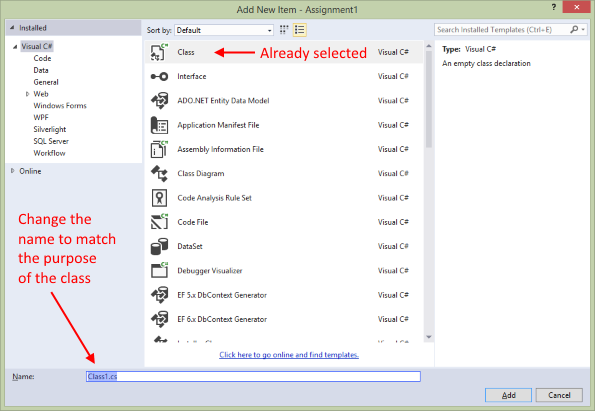 Add New Item - Assignment1
? ×
Installed
Sort by: Default
Search Installed Templates (Ctrl+E)
Visual C#
Code
Data
General
Web
Windows Forms
WPF
Silverlight
SQL Server
Workflow
Online
Class Visual C#
Already selected
Interface Visual C#
ADO.NET Entity Data Model Visual C#
Application Manifest File Visual C#
Assembly Information File Visual C#
Class Diagram Visual C#
Code Analysis Rule Set Visual C#
Code File Visual C#
DataSet Visual C#
Debugger Visualizer Visual C#
EF 5.x DbContext Generator Visual C#
EF 6.x DbContext Generator Visual C#
Type: Visual C#
An empty class declaration
Change the
name to match
the purpose
of the class
Click here to go online and find templates.
Name: Class1.cs
Add Cancel